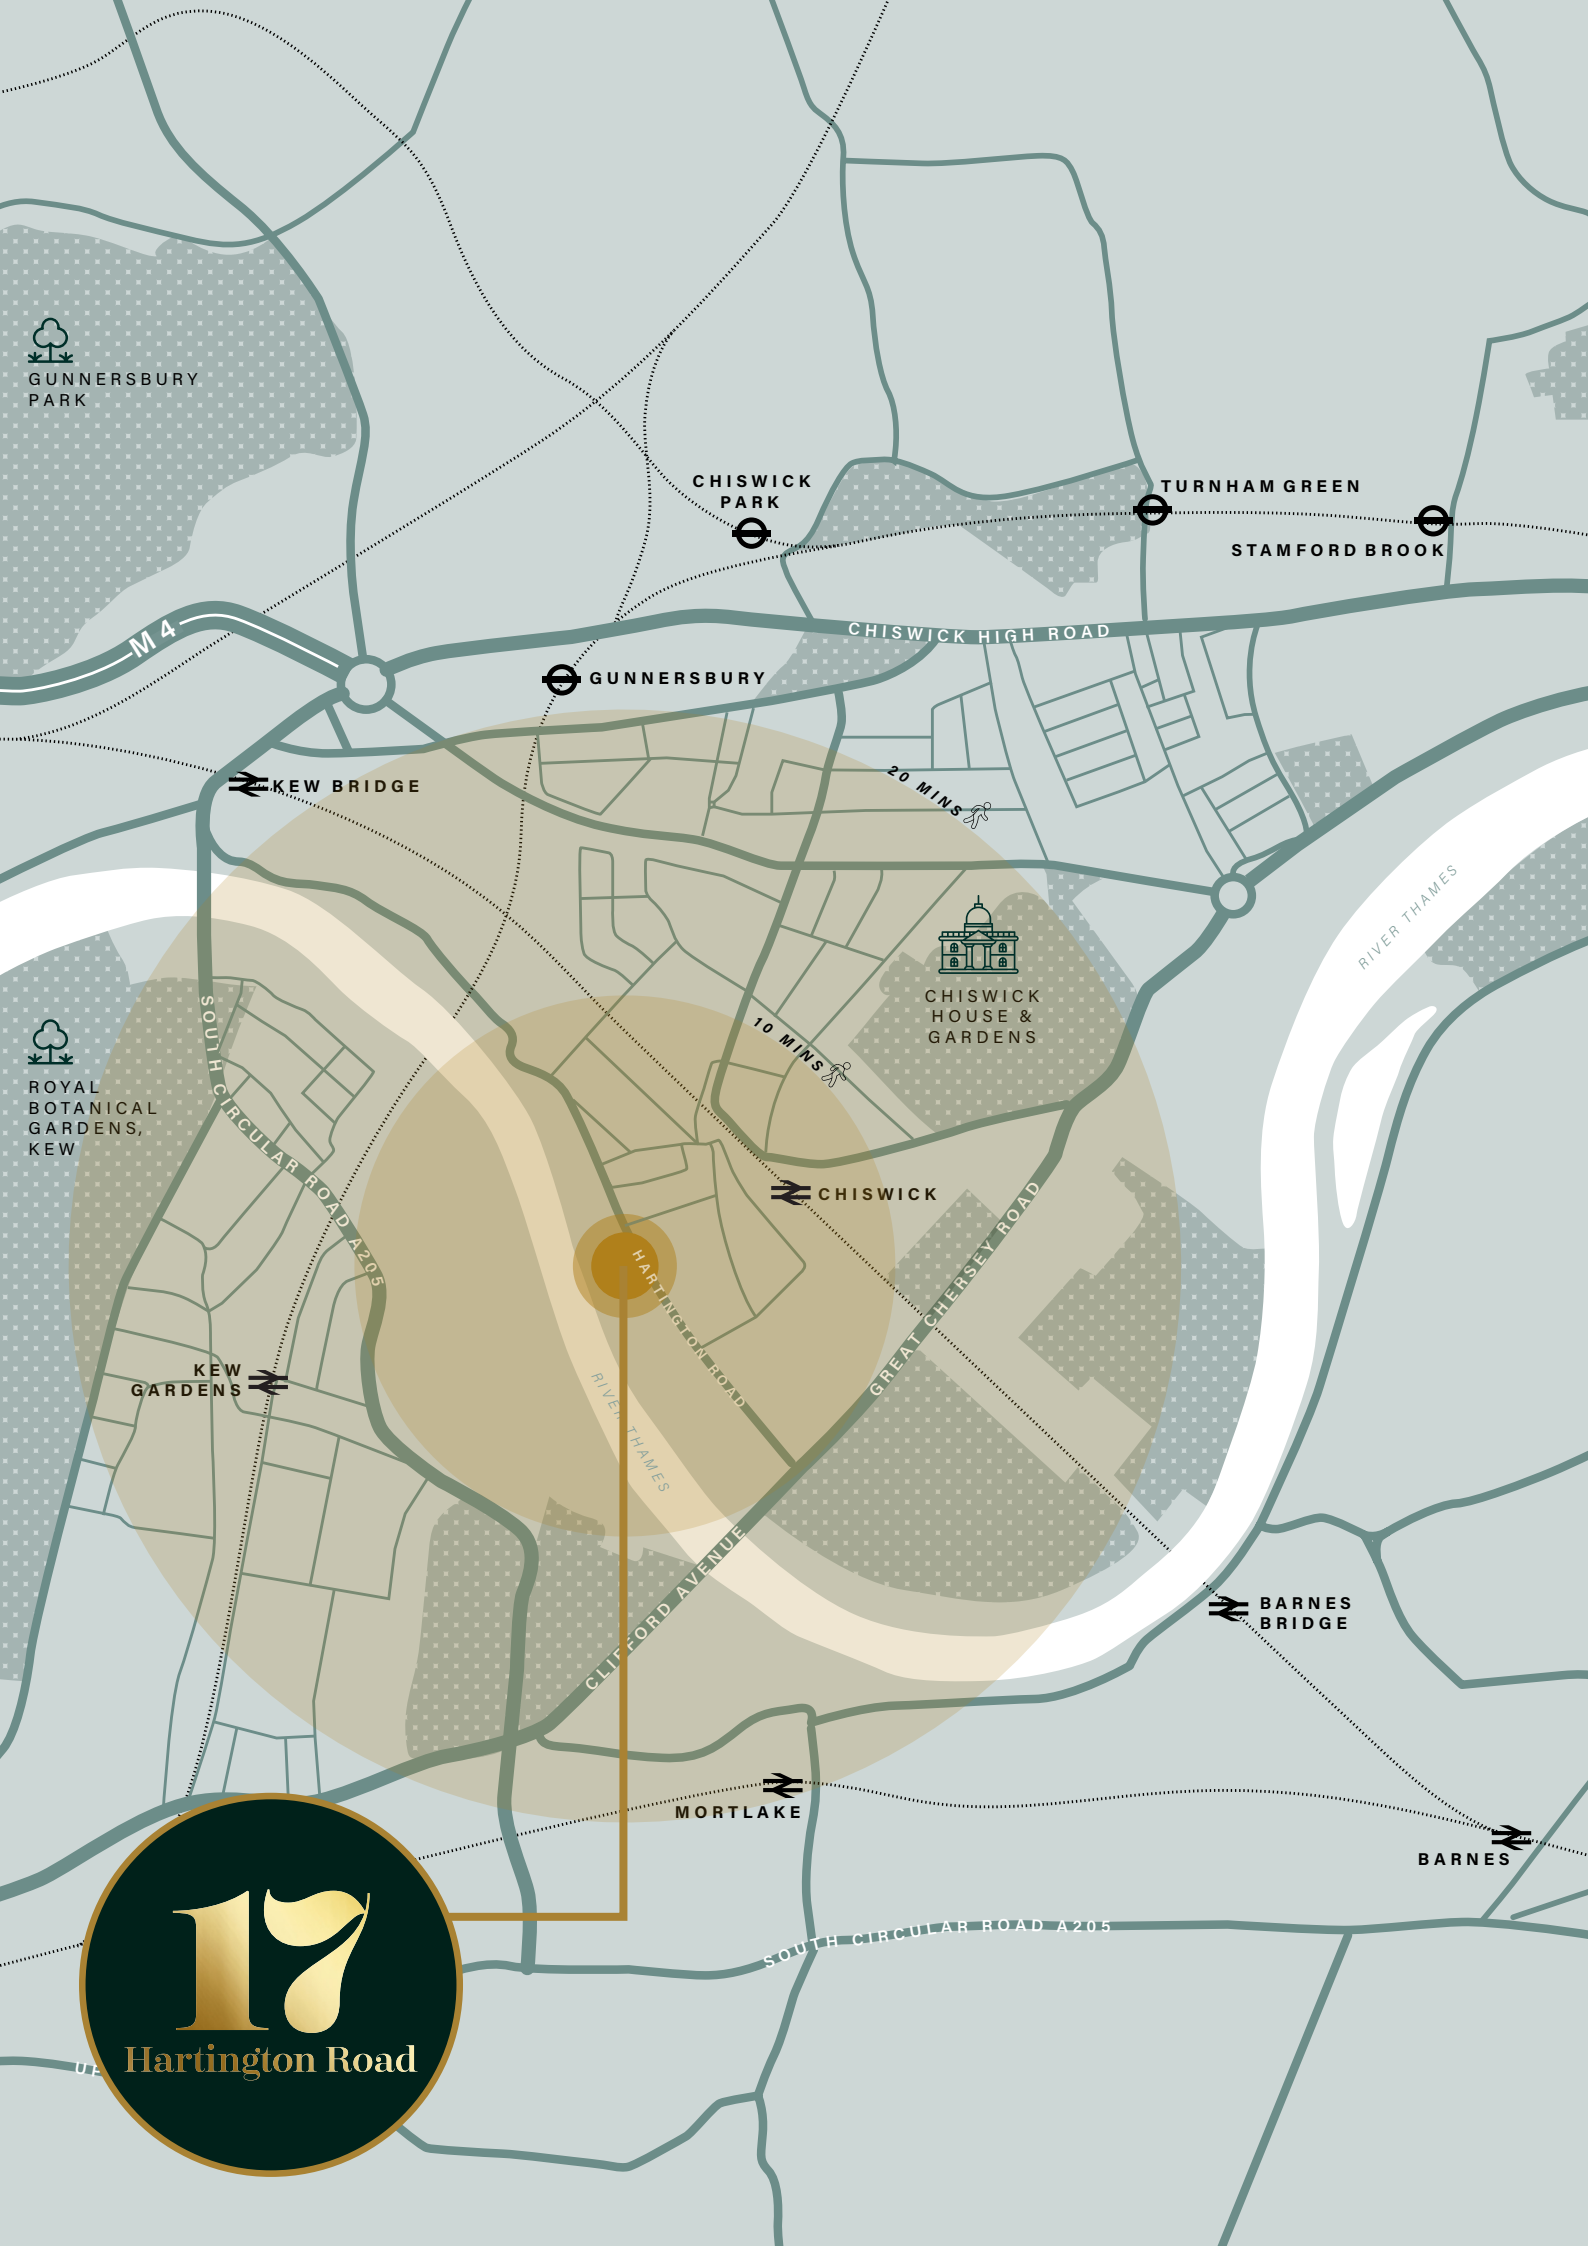 GUNNERSBURY
PARK
CHISWICK
PARK
TURNHAM GREEN
STAMFORD BROOK
M4
CHISWICK HIGH ROAD
GUNNERSBURY
KEW BRIDGE
20 MINS
RIVER THAMES
CHISWICK
HOUSE &
GARDENS
SOUTH CIRCULAR ROAD A205
10 MINS
ROYAL
BOTANICAL
GARDENS,
KEW
CHISWICK
HARTINGTON ROAD
GREAT CHERSEY ROAD
KEW
GARDENS
RIVER THAMES
CLIFFORD AVENUE
BARNES
BRIDGE
MORTLAKE
BARNES
SOUTH CIRCULAR ROAD A205
17
Hartington Road